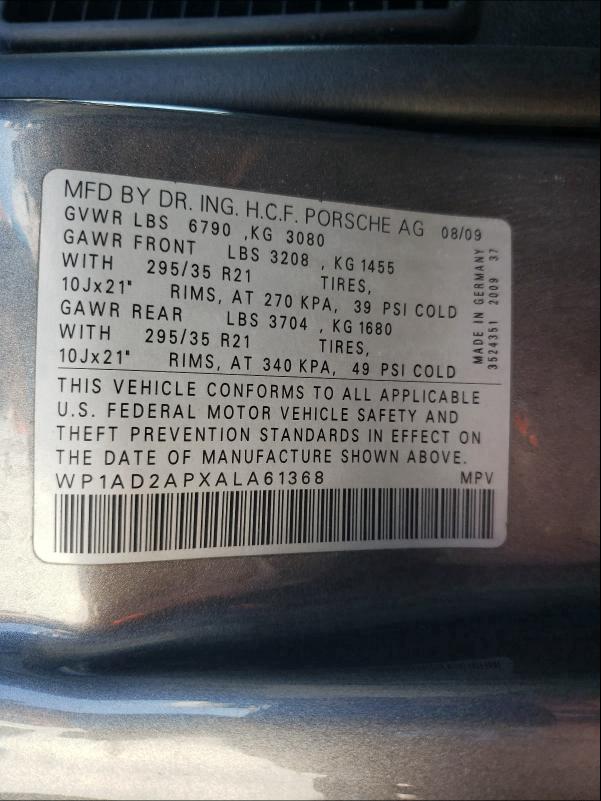 MFD BY DR. ING. H.C.F. PORSCHE AG 08/09
GVWR LBS 6790 ,KG 3080
GAWR FRONT LBS 3208 , KG 1455
WITH 295/35 R21 TIRES,
10Jx21" RIMS, AT 270 KPA, 39 PSI COLD
GAWR REAR LBS 3704 , KG 1680
WITH 295/35 R21 TIRES,
10Jx21" RIMS, AT 340 KPA, 49 PSI COLD
MADE IN GERMANY
3524351 2009 37
THIS VEHICLE CONFORMS TO ALL APPLICABLE
U.S. FEDERAL MOTOR VEHICLE SAFETY AND
THEFT PREVENTION STANDARDS IN EFFECT ON
THE DATE OF MANUFACTURE SHOWN ABOVE.
WP1AD2APXALA61368 MPV